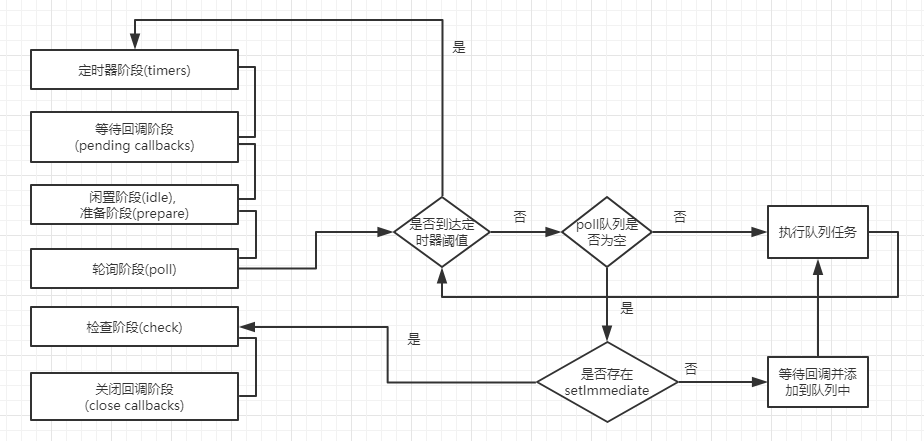 是
定时器阶段(timers)
等待回调阶段
(pending callbacks)
闲置阶段(idle),
准备阶段(prepare)
轮询阶段(poll)
是否到达定
时器阈值
否
poll队列是
否为空
否
执行队列任务
是
检查阶段(check)
是
是否存在
setImmediate
否
等待回调并添
加到队列中
关闭回调阶段
(close callbacks)